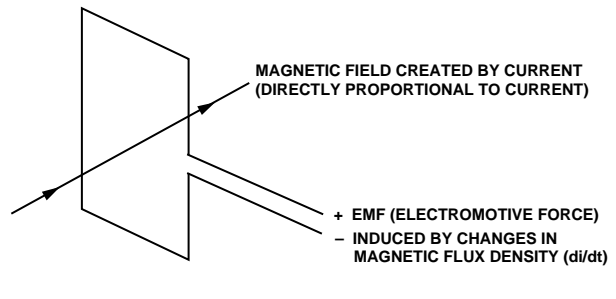 MAGNETIC FIELD CREATED BY CURRENT
(DIRECTLY PROPORTIONAL TO CURRENT)
+ EMF (ELECTROMOTIVE FORCE)
– INDUCED BY CHANGES IN
MAGNETIC FLUX DENSITY (di/dt)